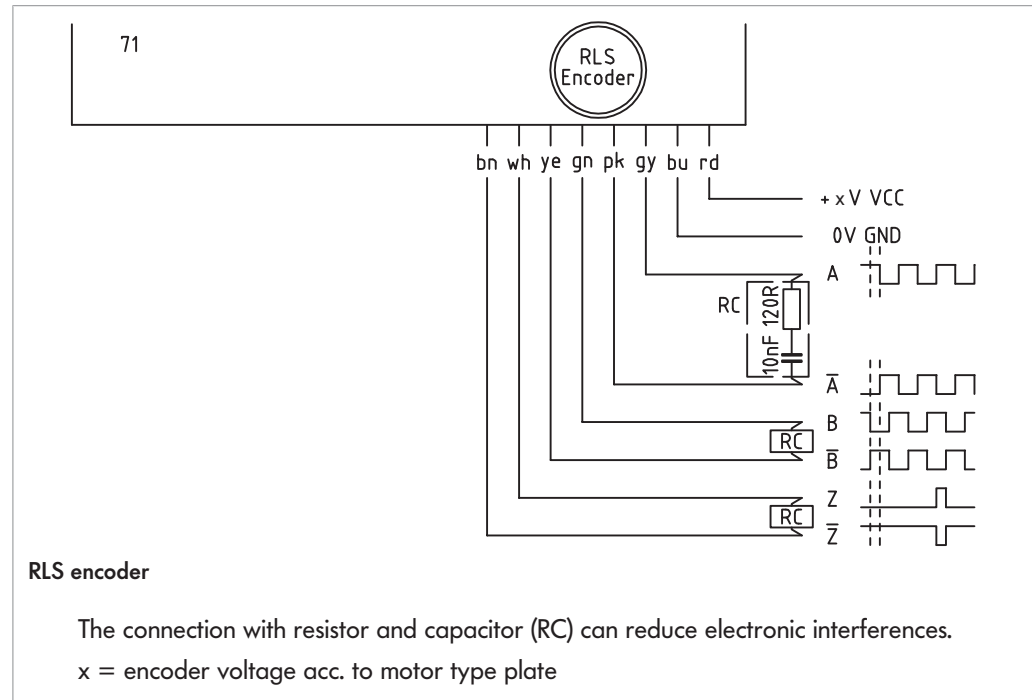 71
RLS
Encoder
bn wh ye gn pk gy bu rd
+ x V VCC
0V GND
A
RC
120R
10nF
A̅
B
RC
B̅
Z
RC
Z̅
RLS encoder
The connection with resistor and capacitor (RC) can reduce electronic interferences.
x = encoder voltage acc. to motor type plate